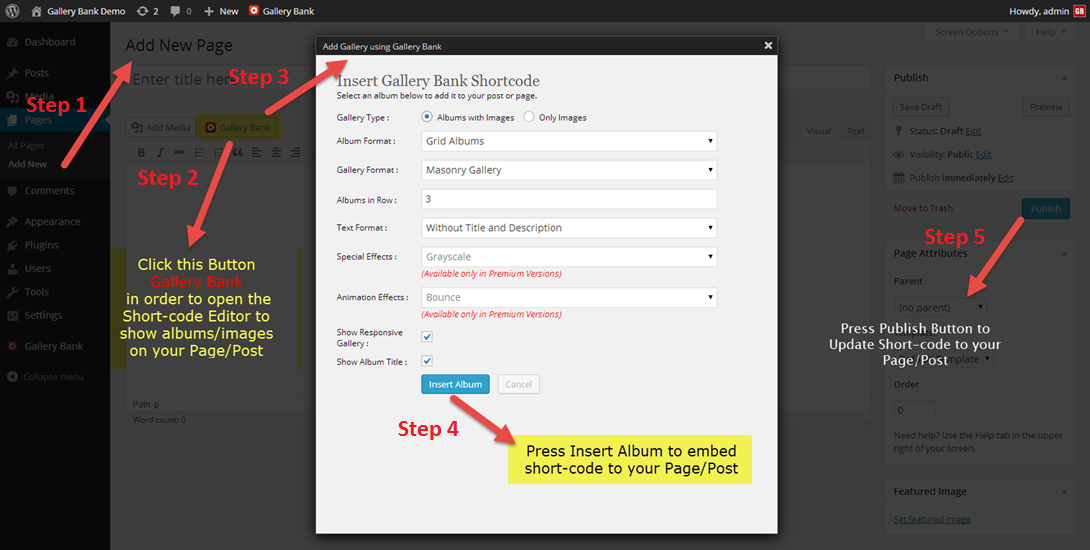 Gallery Bank Demo 2 0 + New Gallery Bank Howdy, admin GB
Screen Options Help
Dashboard
Posts
Media
Pages
All Pages
Add New
Comments
Appearance
Plugins
Users
Tools
Settings
Gallery Bank
Collapse menu
Add New Page
Enter title here
Add Media Gallery Bank
Visual Text
B I ABC
Path: p
Word count: 0
Step 1
Step 2
Step 3
Click this Button
Gallery Bank
in order to open the
Short-code Editor to
show albums/images
on your Page/Post
Add Gallery using Gallery Bank
Insert Gallery Bank Shortcode
Select an album below to add it to your post or page.
Gallery Type : Albums with Images Only Images
Album Format : Grid Albums
Gallery Format : Masonry Gallery
Albums in Row : 3
Text Format : Without Title and Description
Special Effects : Grayscale
(Available only in Premium Versions)
Animation Effects : Bounce
(Available only in Premium Versions)
Show Responsive
Gallery :
Show Album Title :
Insert Album Cancel
Step 4
Press Insert Album to embed
short-code to your Page/Post
Publish
Save Draft Preview
Status: Draft Edit
Visibility: Public Edit
Publish immediately Edit
Move to Trash Publish
Step 5
Page Attributes
Parent
(no parent)
Press Publish Button to
Update Short-code to your
Page/Post
Order
0
Need help? Use the Help tab in the upper
right of your screen.
Featured Image
Set featured image